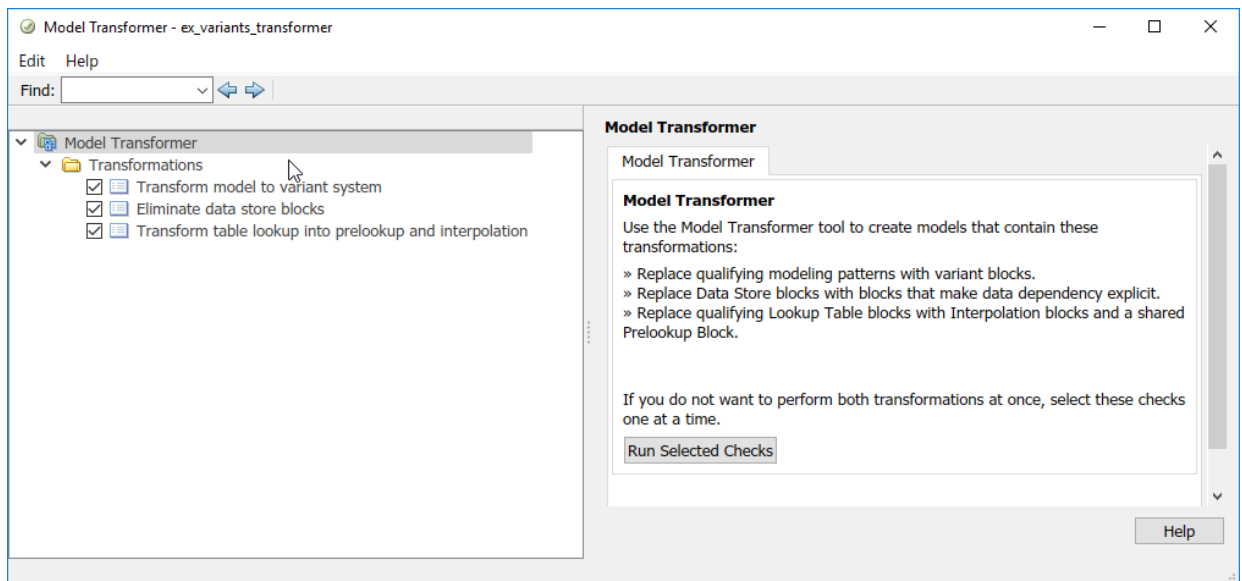 Model Transformer - ex_variants_transformer
Edit Help
Find:
Model Transformer
Transformations
Transform model to variant system
Eliminate data store blocks
Transform table lookup into prelookup and interpolation
Model Transformer
Model Transformer
Model Transformer
Use the Model Transformer tool to create models that contain these
transformations:
» Replace qualifying modeling patterns with variant blocks.
» Replace Data Store blocks with blocks that make data dependency explicit.
» Replace qualifying Lookup Table blocks with Interpolation blocks and a shared
Prelookup Block.
If you do not want to perform both transformations at once, select these checks
one at a time.
Run Selected Checks
Help